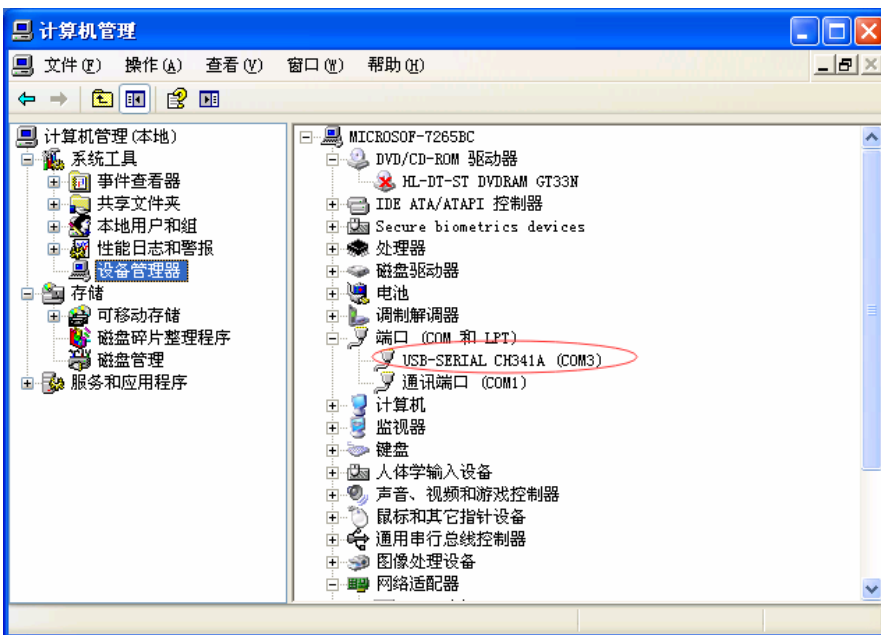 计算机管理
文件(F) 操作(A) 查看(V) 窗口(W) 帮助(H)
计算机管理(本地)
系统工具
事件查看器
共享文件夹
本地用户和组
性能日志和警报
设备管理器
存储
可移动存储
磁盘碎片整理程序
磁盘管理
服务和应用程序
MICROSOF-7265BC
DVD/CD-ROM 驱动器
HL-DT-ST DVDRAM GT33N
IDE ATA/ATAPI 控制器
Secure biometrics devices
处理器
磁盘驱动器
电池
调制解调器
端口 (COM 和 LPT)
USB-SERIAL CH341A (COM3)
通讯端口 (COM1)
计算机
监视器
键盘
人体学输入设备
声音、视频和游戏控制器
鼠标和其它指针设备
通用串行总线控制器
图像处理设备
网络适配器